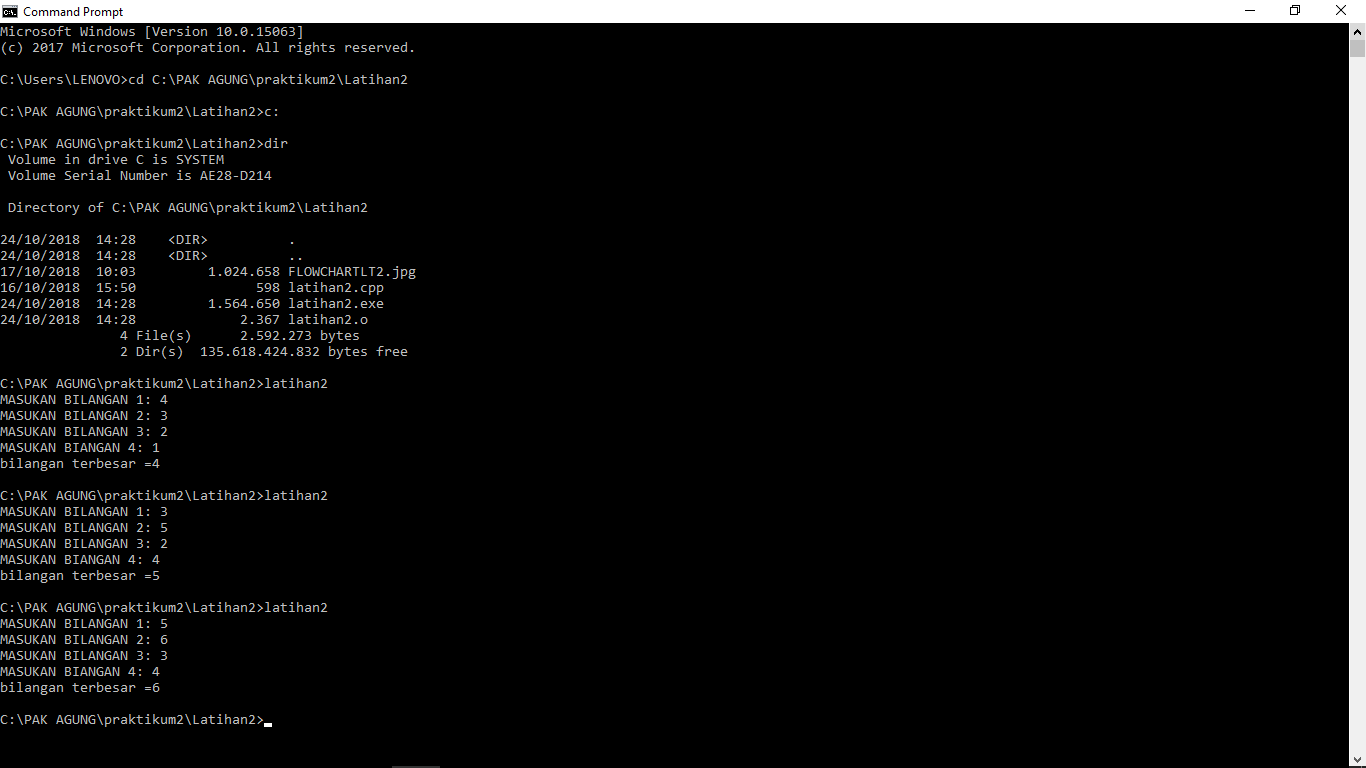 Command Prompt
Microsoft Windows [Version 10.0.15063]
(c) 2017 Microsoft Corporation. All rights reserved.
C:\Users\LENOVO>cd C:\PAK AGUNG\praktikum2\Latihan2
C:\PAK AGUNG\praktikum2\Latihan2>c:
C:\PAK AGUNG\praktikum2\Latihan2>dir
 Volume in drive C is SYSTEM
 Volume Serial Number is AE28-D214
 Directory of C:\PAK AGUNG\praktikum2\Latihan2
24/10/2018  14:28    <DIR>          .
24/10/2018  14:28    <DIR>          ..
17/10/2018  10:03         1.024.658 FLOWCHARTLT2.jpg
16/10/2018  15:50               598 latihan2.cpp
24/10/2018  14:28         1.564.650 latihan2.exe
24/10/2018  14:28             2.367 latihan2.o
               4 File(s)      2.592.273 bytes
               2 Dir(s)  135.618.424.832 bytes free
C:\PAK AGUNG\praktikum2\Latihan2>latihan2
MASUKAN BILANGAN 1: 4
MASUKAN BILANGAN 2: 3
MASUKAN BILANGAN 3: 2
MASUKAN BIANGAN 4: 1
bilangan terbesar =4
C:\PAK AGUNG\praktikum2\Latihan2>latihan2
MASUKAN BILANGAN 1: 3
MASUKAN BILANGAN 2: 5
MASUKAN BILANGAN 3: 2
MASUKAN BIANGAN 4: 4
bilangan terbesar =5
C:\PAK AGUNG\praktikum2\Latihan2>latihan2
MASUKAN BILANGAN 1: 5
MASUKAN BILANGAN 2: 6
MASUKAN BILANGAN 3: 3
MASUKAN BIANGAN 4: 4
bilangan terbesar =6
C:\PAK AGUNG\praktikum2\Latihan2>